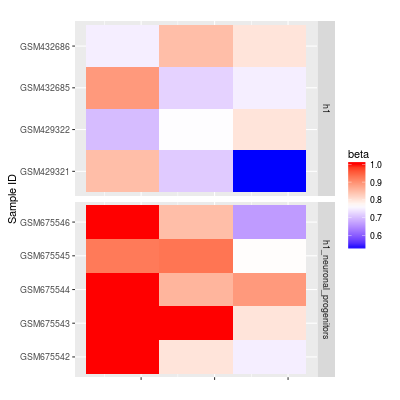 GSM432686
GSM432685
GSM429322
GSM429321
h1
GSM675546
GSM675545
GSM675544
GSM675543
GSM675542
h1_neuronal_progenitors
Sample ID
beta
1.0
0.9
0.8
0.7
0.6